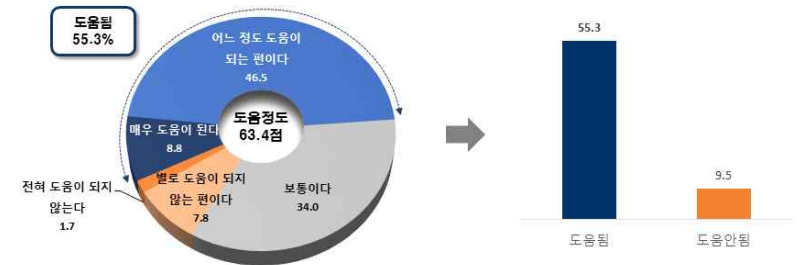 도움됨
55.3%
어느 정도 도움이
되는 편이다
46.5
매우 도움이 된다
8.8
도움정도
63.4점
전혀 도움이 되지
않는다
1.7
별로 도움이 되지
않는 편이다
7.8
보통이다
34.0
55.3
9.5
도움됨
도움안됨